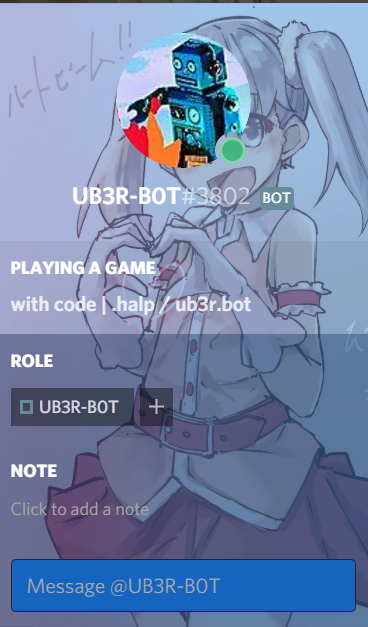 ルートビーム!!
UB3R-B0T#3802 BOT
PLAYING A GAME
with code | .halp / ub3r.bot
ROLE
UB3R-B0T +
NOTE
Click to add a note
Message @UB3R-B0T